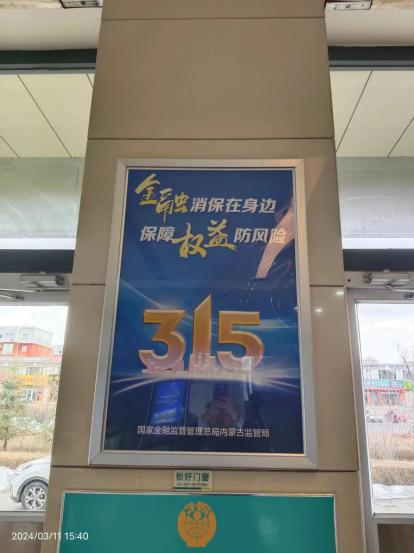 金融消保在身边
保障权益防风险
315
国家金融监督管理总局内蒙古监管局
锁好门窗
2024/03/11 15:40